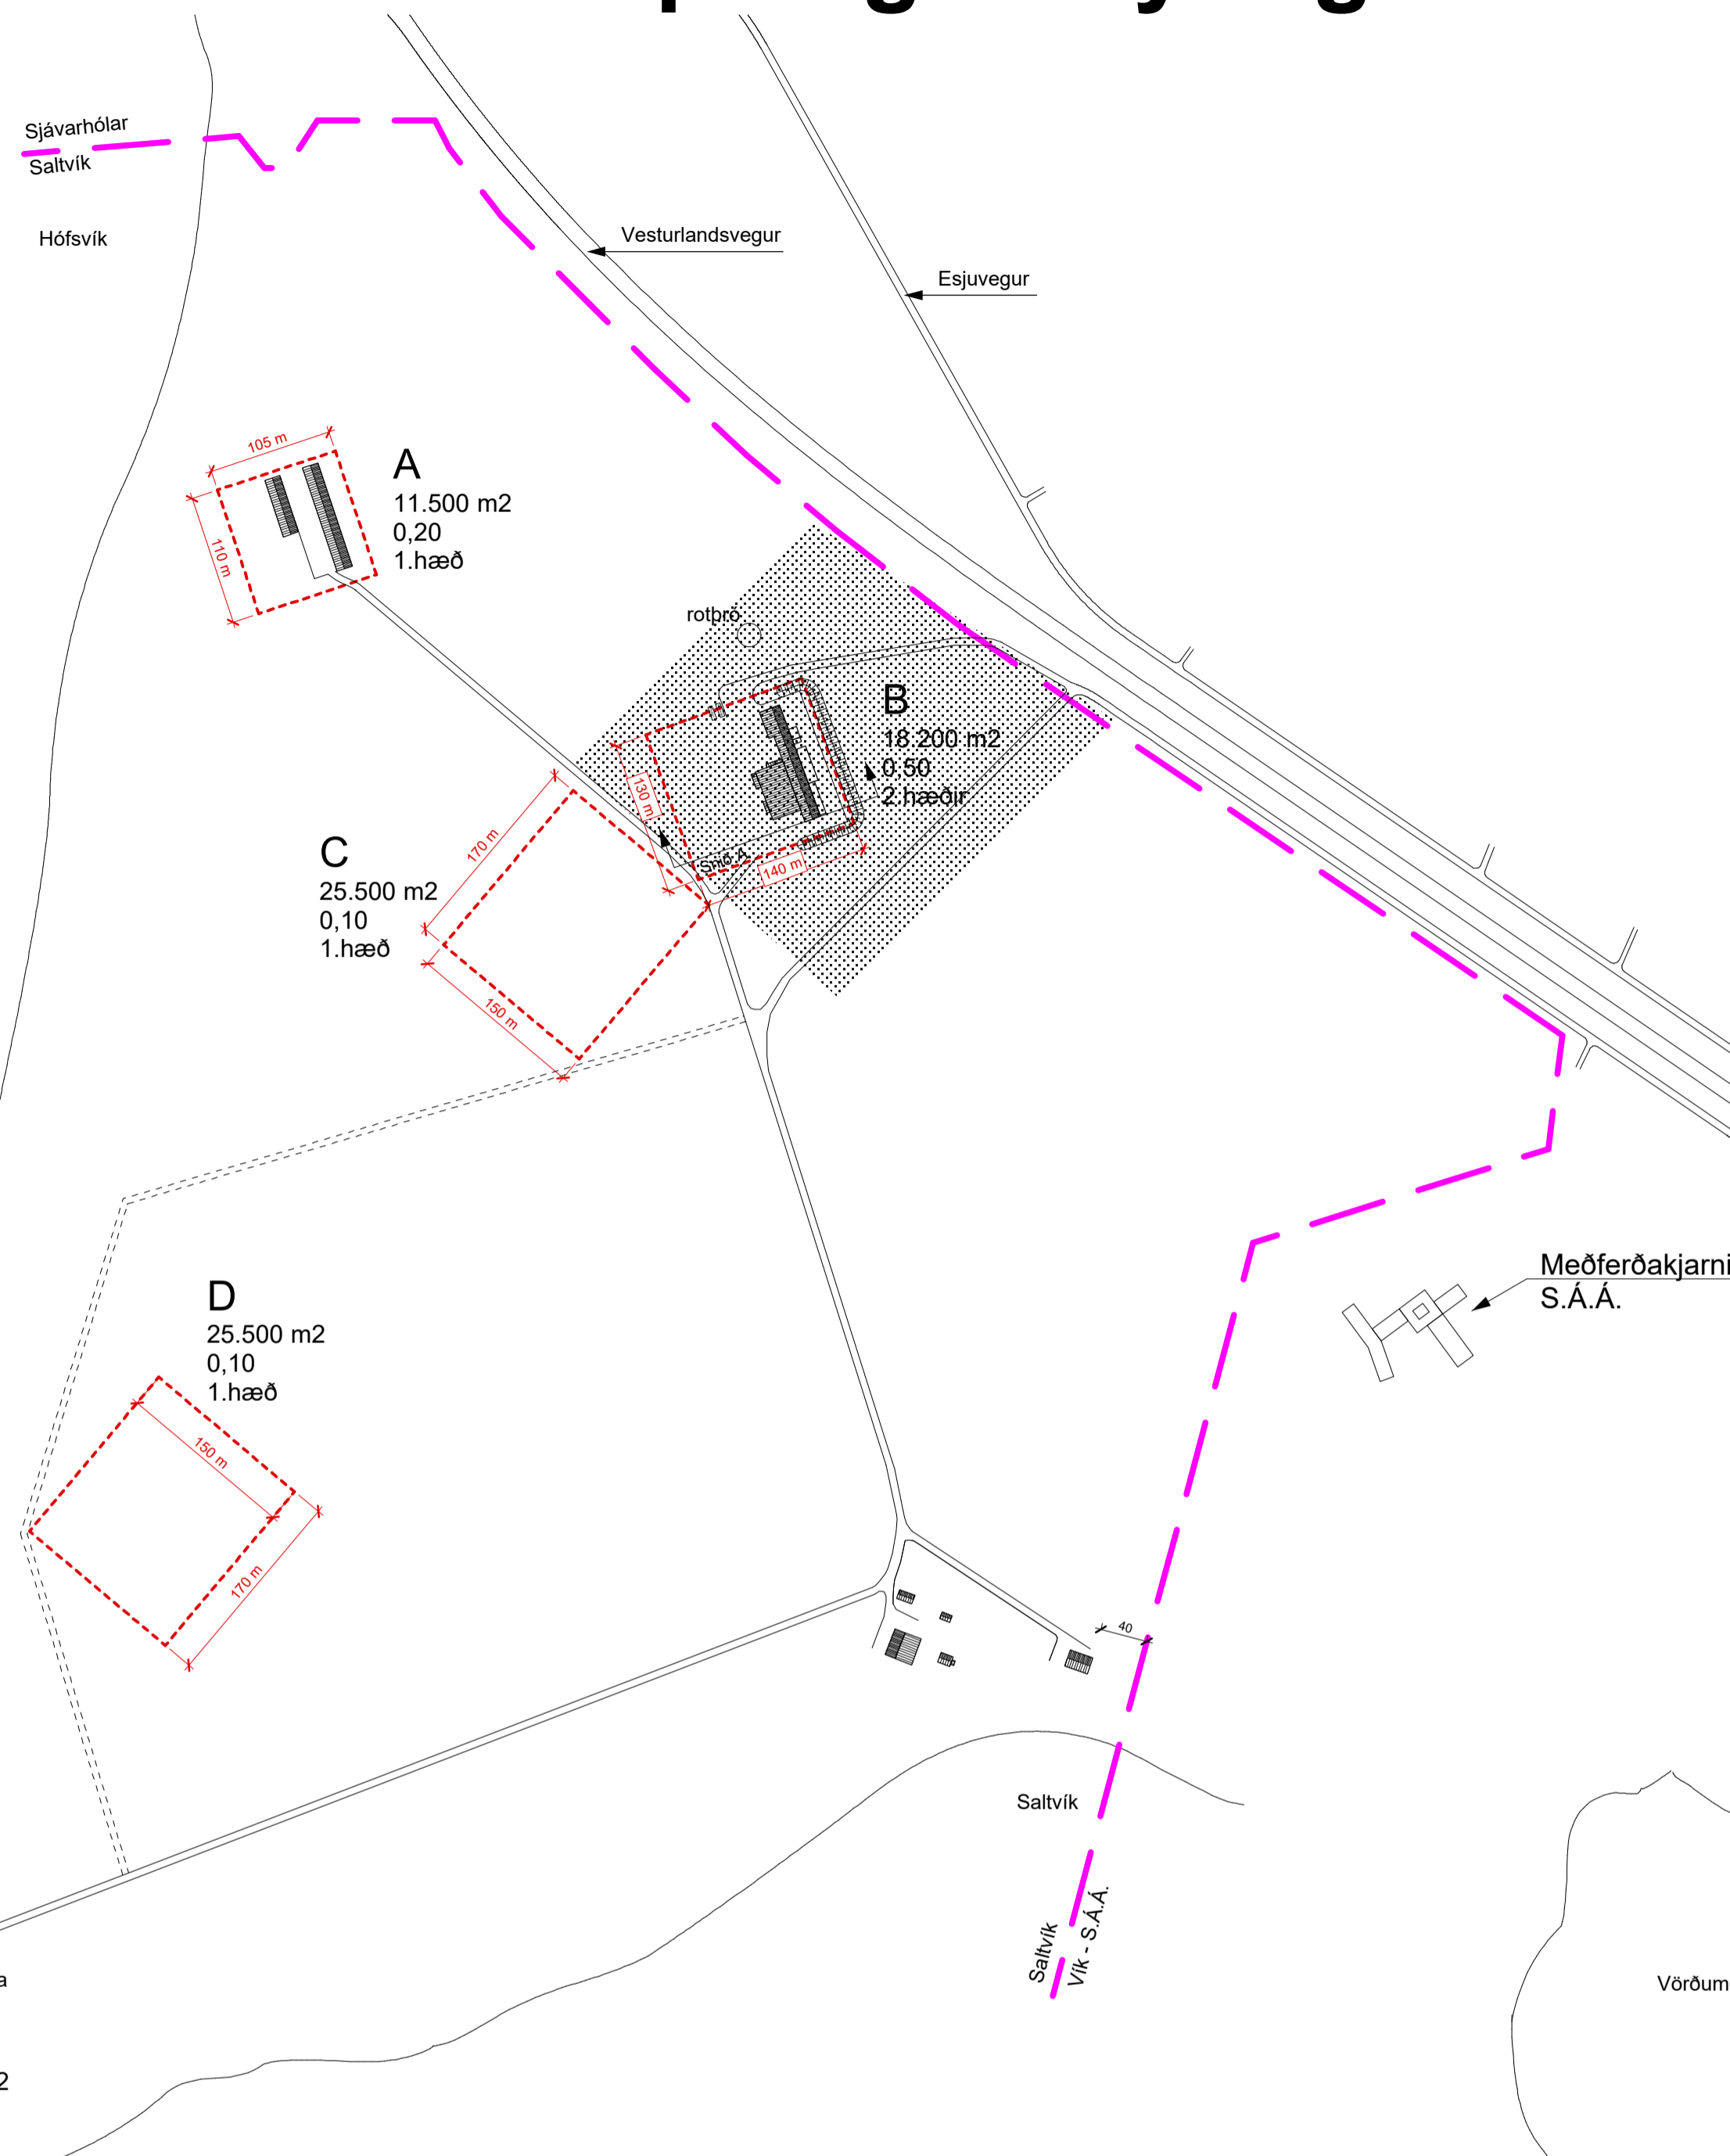 Sjávarhólar
Saltvík
Hófsvík
Vesturlandsvegur
Esjuvegur
105 m
110 m
A
11.500 m2
0,20
1.hæð
rotþró
B
18.200 m2
0.50
2.hæðir
130 m
Snið A
140 m
C
25.500 m2
0,10
1.hæð
170 m
150 m
D
25.500 m2
0,10
1.hæð
150 m
170 m
Meðferðakjarni
S.Á.Á.
40
Saltvík
Saltvík
Vík - S.Á.Á.
a
Vörðum
2